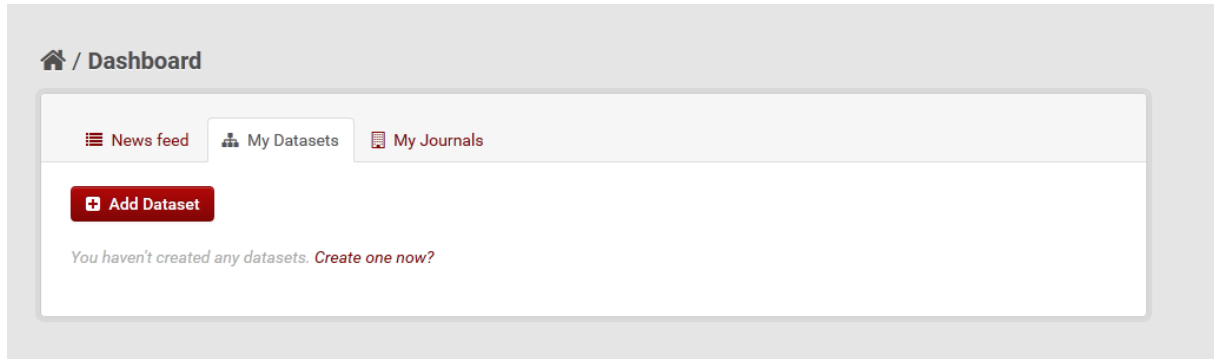 / Dashboard
News feed My Datasets My Journals
Add Dataset
You haven't created any datasets. Create one now?